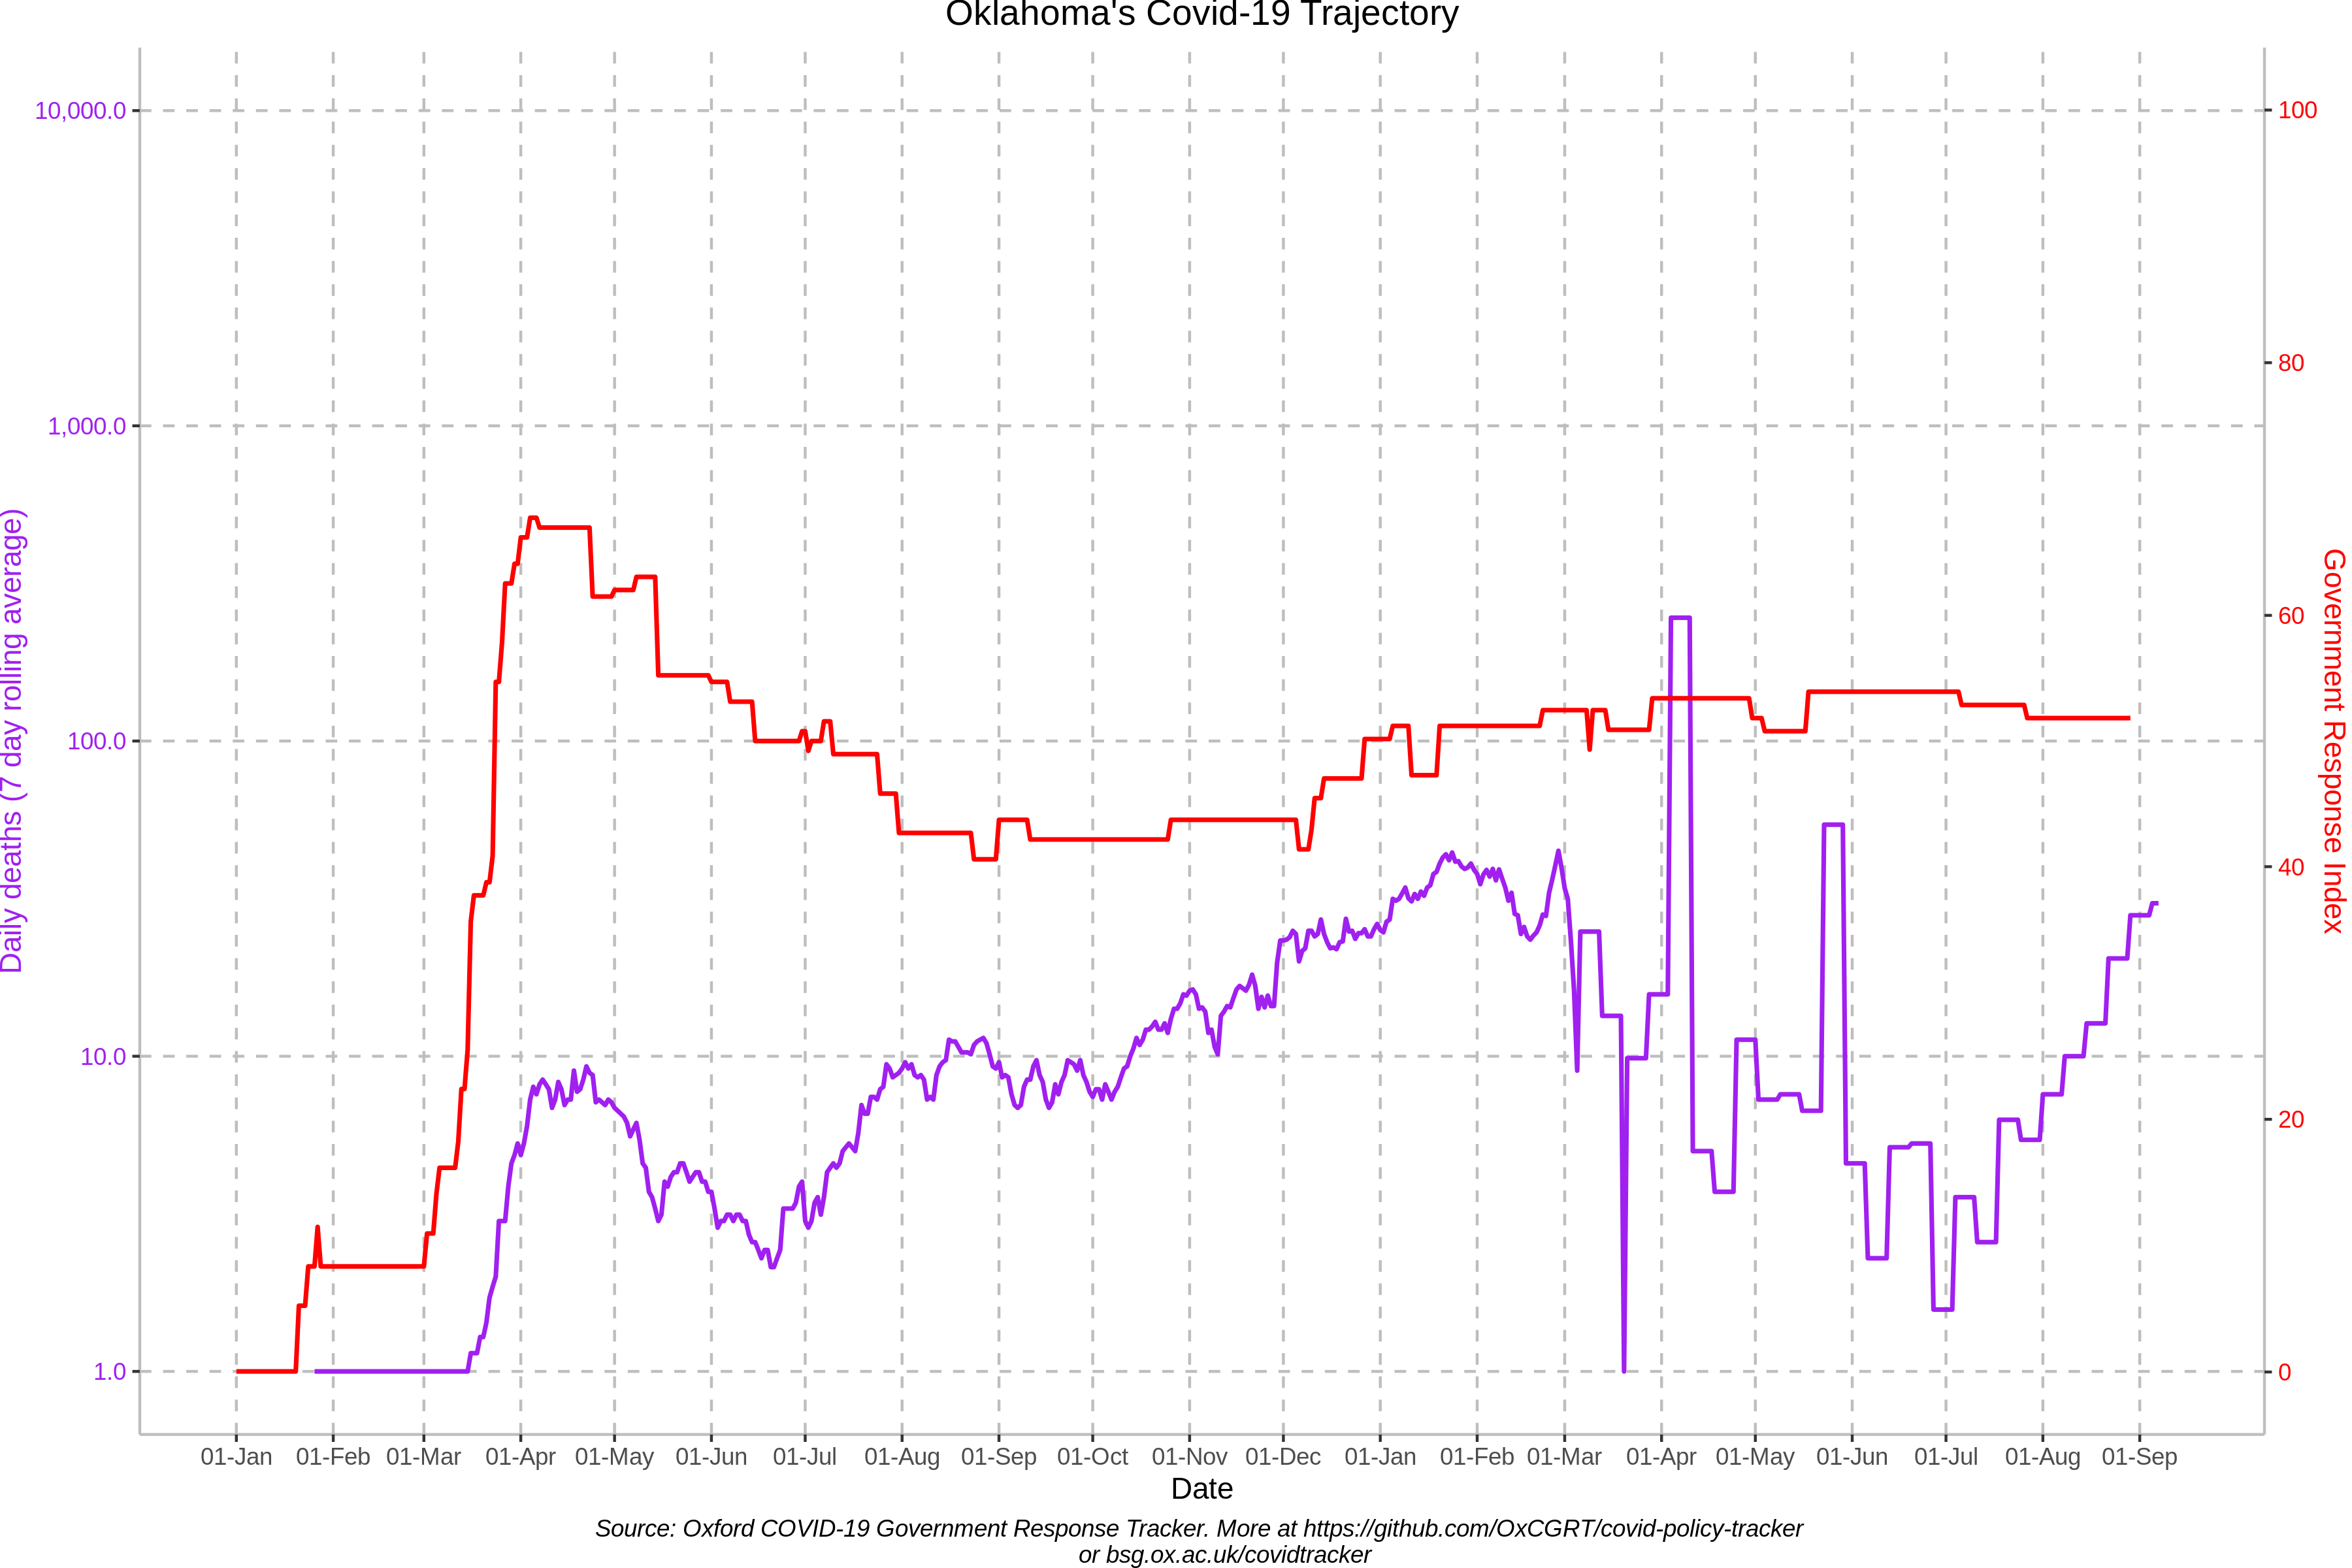 Oklahoma's Covid-19 Trajectory
10,000.0
1,000.0
100.0
10.0
1.0
Daily deaths (7 day rolling average)
100
80
60
40
20
0
Government Response Index
01-Jan 01-Feb 01-Mar 01-Apr 01-May 01-Jun 01-Jul 01-Aug 01-Sep 01-Oct 01-Nov 01-Dec 01-Jan 01-Feb 01-Mar 01-Apr 01-May 01-Jun 01-Jul 01-Aug 01-Sep
Date
Source: Oxford COVID-19 Government Response Tracker. More at https://github.com/OxCGRT/covid-policy-tracker
or bsg.ox.ac.uk/covidtracker